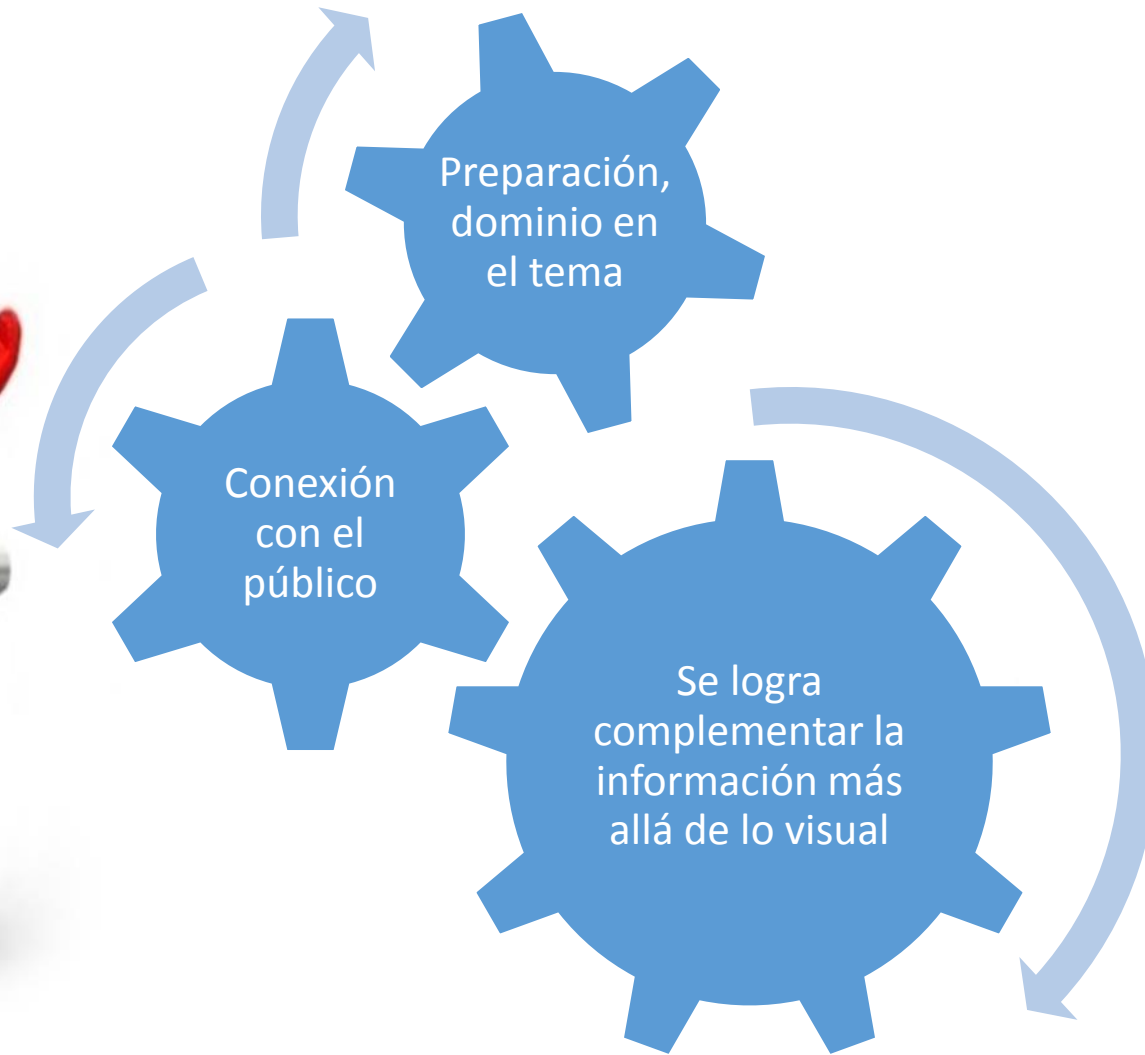 Preparación,
dominio en
el tema
Conexión
con el
público
Se logra
complementar la
información más
allá de lo visual